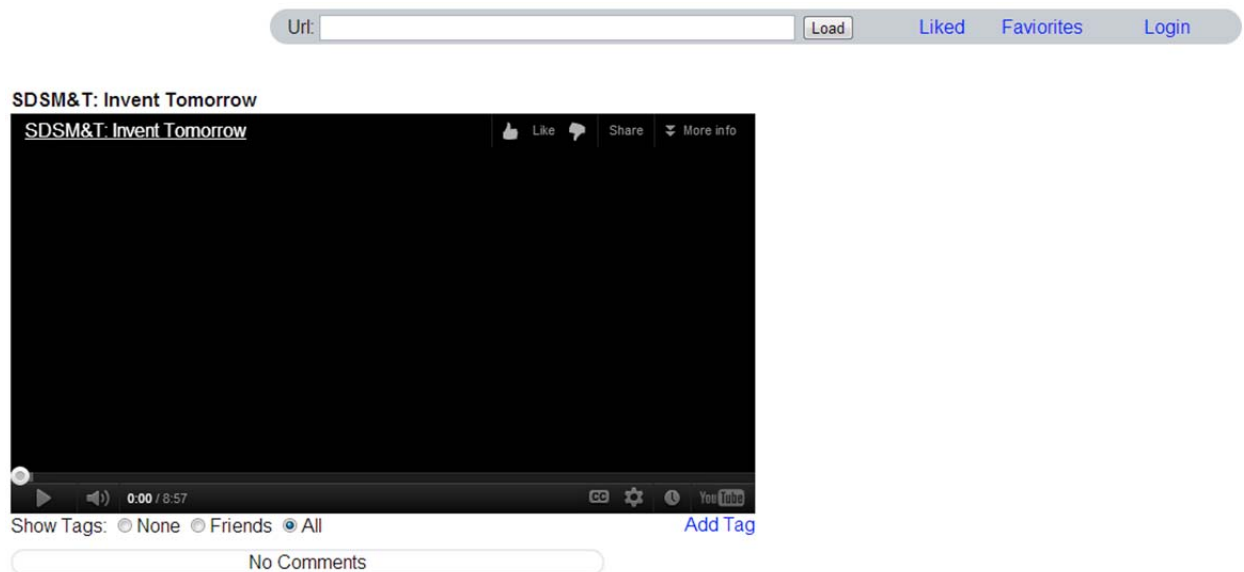 Url: Load Liked Faviorites Login
SDSM&T: Invent Tomorrow
SDSM&T: Invent Tomorrow Like Share More info
0:00 / 8:57 CC YouTube
Show Tags: None Friends All Add Tag
No Comments